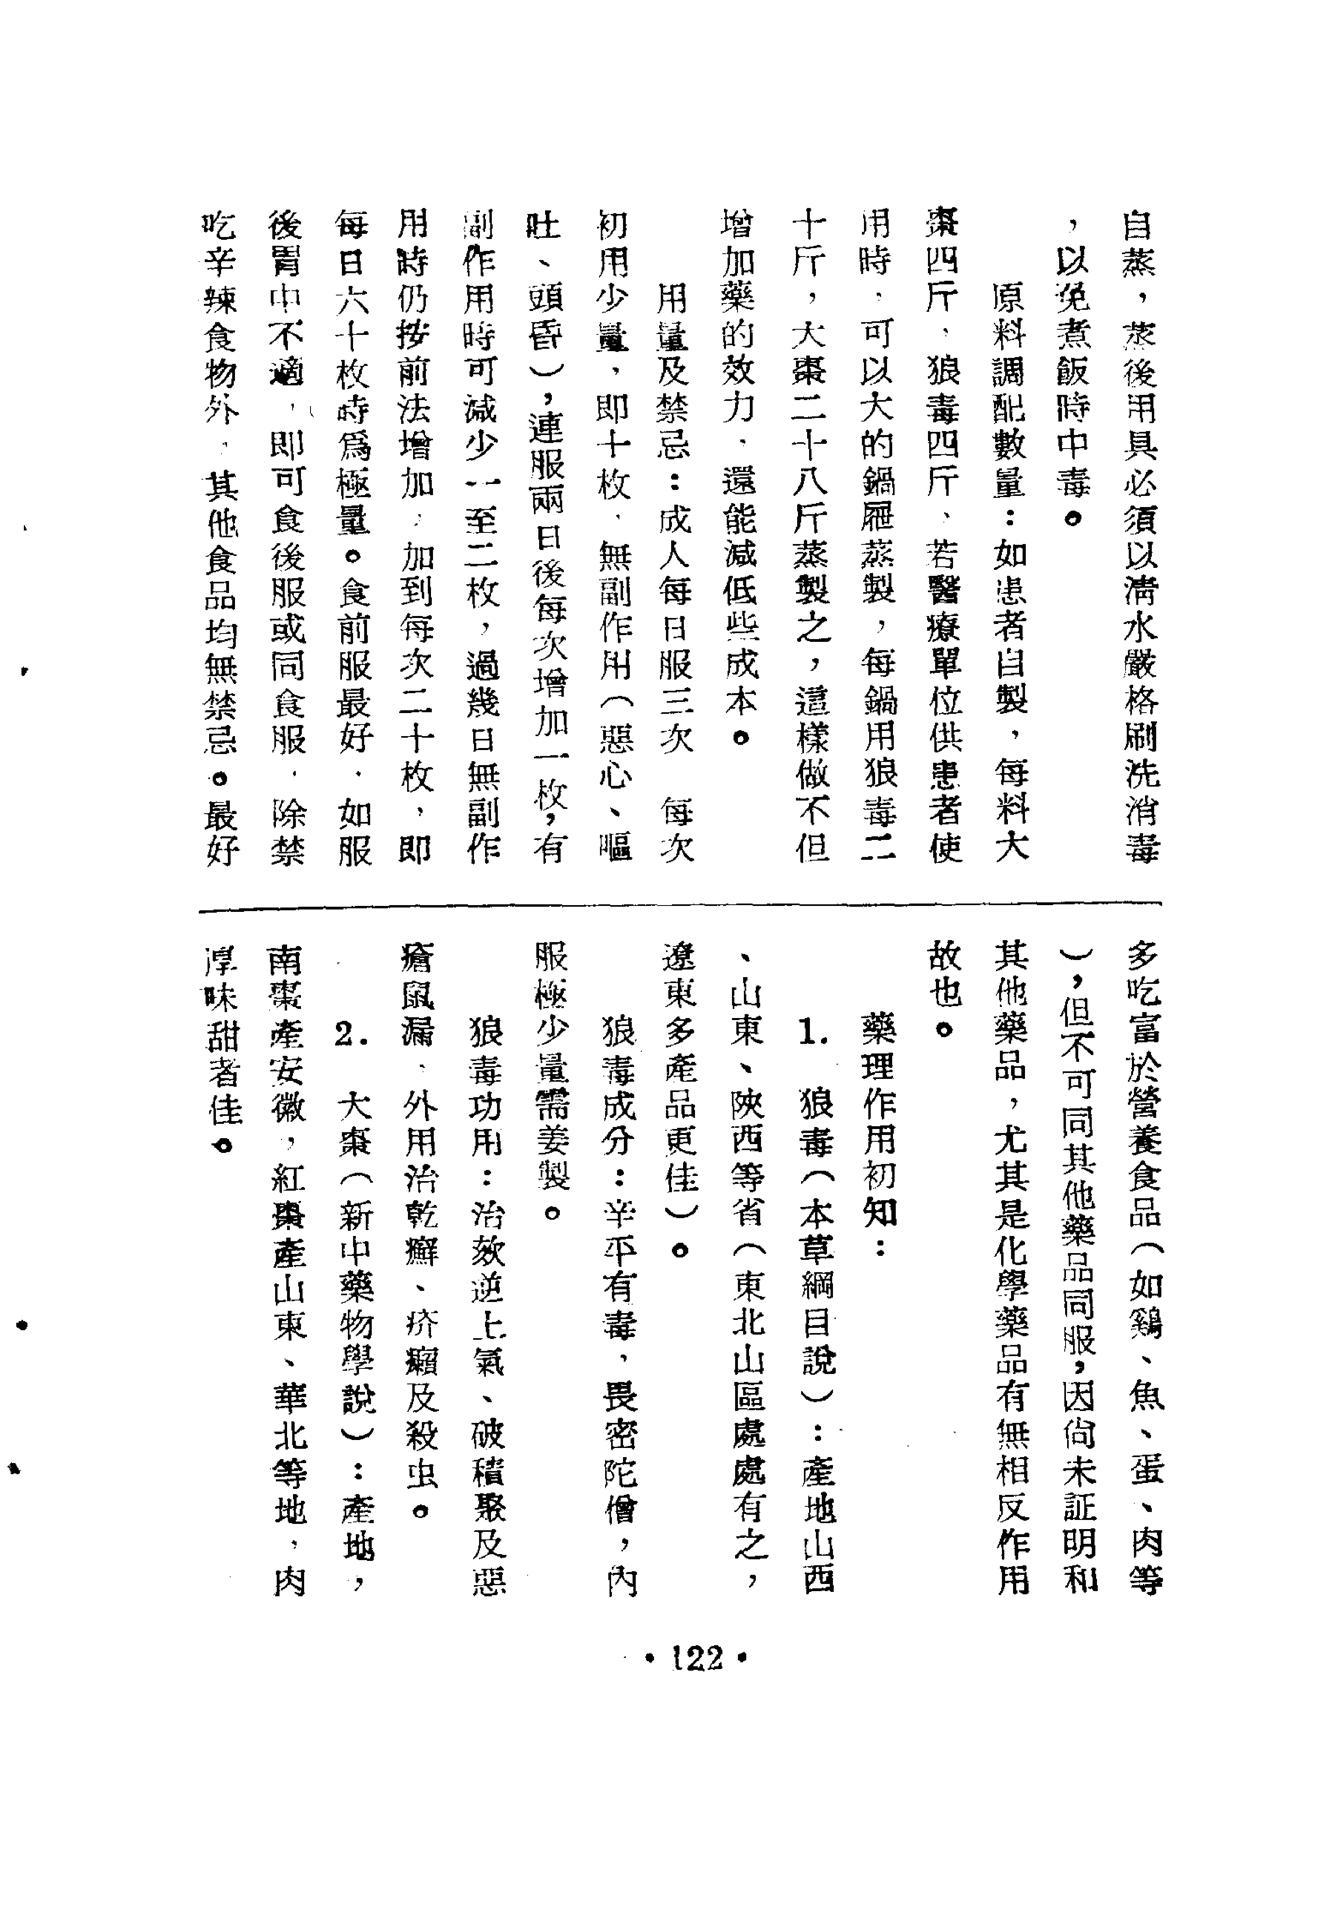 自蒸，蒸後用具必須以淸水嚴格刷洗消毒
，以免煮飯時中毒。
原料調配數量：如患者自製，每料大
棗四斤、狼毒四斤、若醫療單位供患者使
用時，可以大的鍋屜蒸製，每鍋用狼毒二
十斤，大棗二十八斤蒸製之，這樣做不但
增加藥的效力，還能減低些成本。
用量及禁忌：成人每日服三次　每次
初用少量，即十枚，無副作用（惡心、嘔
吐、頭昏），連服兩日後每次增加一枚，有
副作用時可減少一至二枚，過幾日無副作
用時仍按前法增加，加到每次二十枚，即
每日六十枚時爲極量。食前服最好，如服
後胃中不適，即可食後服或同食服，除禁
吃辛辣食物外，其他食品均無禁忌。最好
多吃富於營養食品（如鷄、魚、蛋、肉等
），但不可同其他藥品同服，因尙未証明和
其他藥品，尤其是化學藥品有無相反作用
故也。
藥理作用初知：
1.　狼毒（本草綱目說）：產地山西
、山東、陝西等省（東北山區處處有之，
遼東多產品更佳）。
狼毒成分：辛平有毒，畏密陀僧，內
服極少量需姜製。
狼毒功用：治欬逆上氣、破積聚及惡
瘡鼠漏、外用治乾癬、疥癩及殺虫。
2.　大棗（新中藥物學說）：產地，
南棗產安徽，紅棗產山東、華北等地，肉
厚味甜者佳。
·122·